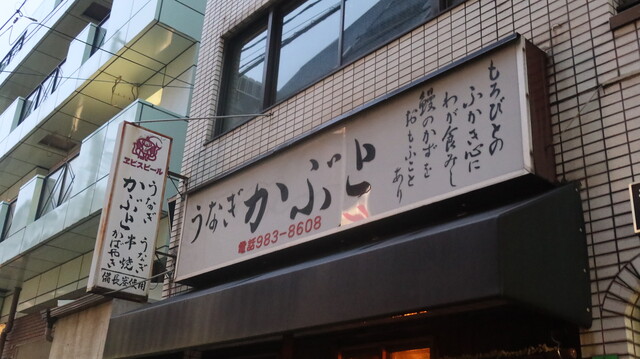 ヱビスビール
うなぎ
かぶと
うなぎ
串焼
かばやき
備長炭使用
うなぎ かぶと
電話983-8608
もろびとの
ふかき心に
わが食みし
鰻のかずを
おもふことあり